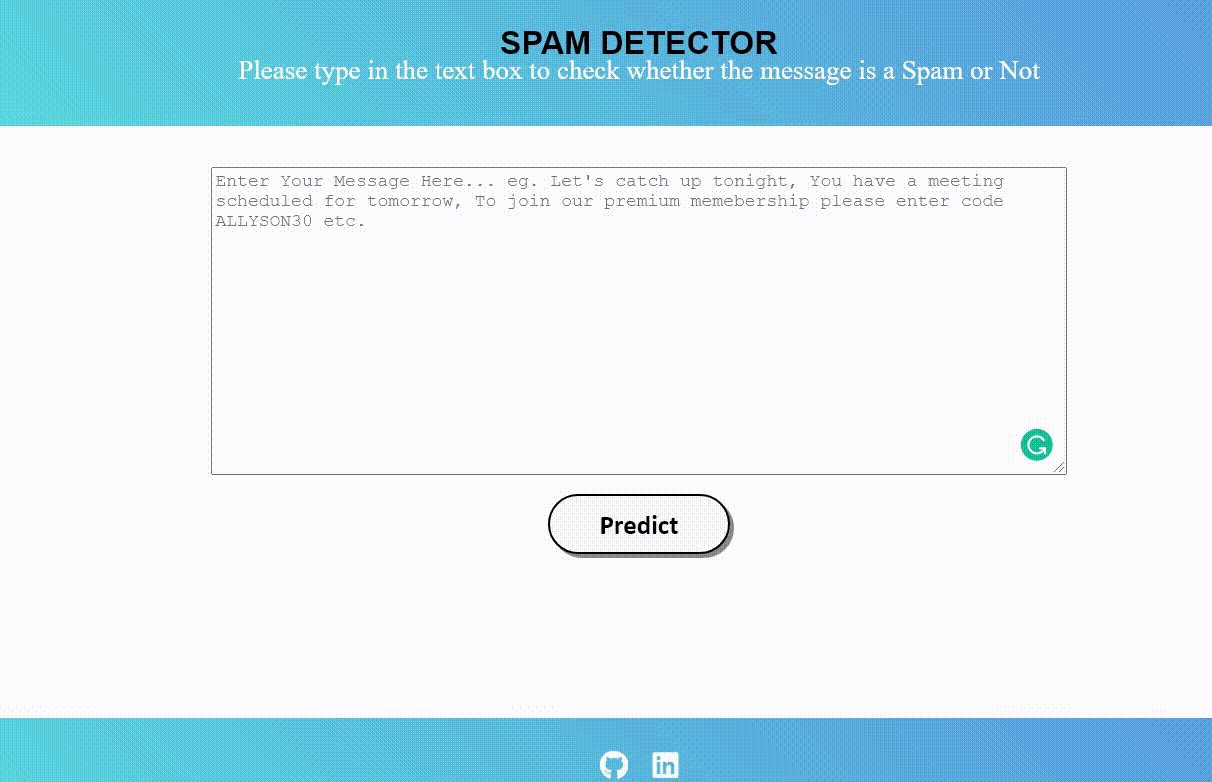 SPAM DETECTOR
Please type in the text box to check whether the message is a Spam or Not
Enter Your Message Here... eg. Let's catch up tonight, You have a meeting
scheduled for tomorrow, To join our premium memebership please enter code
ALLYSON30 etc.
Predict
in